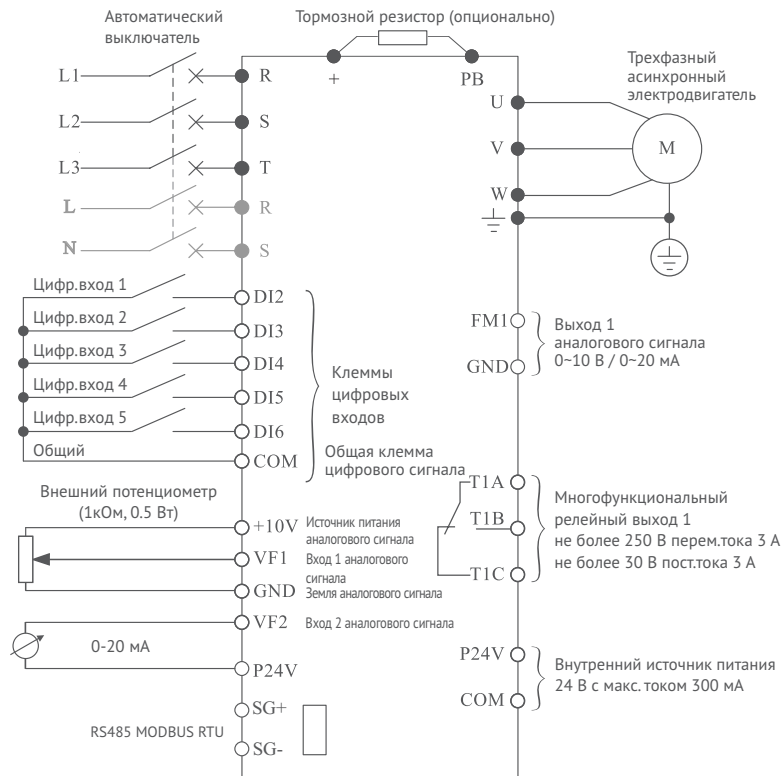 Автоматический
выключатель
Тормозной резистор (опционально)
+
PB
L1
R
L2
S
L3
T
L
R
N
S
Трехфазный
асинхронный
электродвигатель
U
V
W
M
Цифр.вход 1
DI2
Цифр.вход 2
DI3
Цифр.вход 3
DI4
Цифр.вход 4
DI5
Цифр.вход 5
DI6
Общий
COM
Клеммы
цифровых
входов
Общая клемма
цифрового сигнала
FM1
GND
Выход 1
аналогового сигнала
0~10 В / 0~20 мА
Внешний потенциометр
(1кОм, 0.5 Вт)
+10V
Источник питания
аналогового сигнала
VF1
Вход 1 аналогового
сигнала
GND
Земля аналогового сигнала
VF2
Вход 2 аналогового сигнала
0-20 мА
P24V
T1A
T1B
T1C
Многофункциональный
релейный выход 1
не более 250 В перем.тока 3 А
не более 30 В пост.тока 3 А
P24V
COM
Внутренний источник питания
24 В с макс. током 300 мА
SG+
RS485 MODBUS RTU
SG-